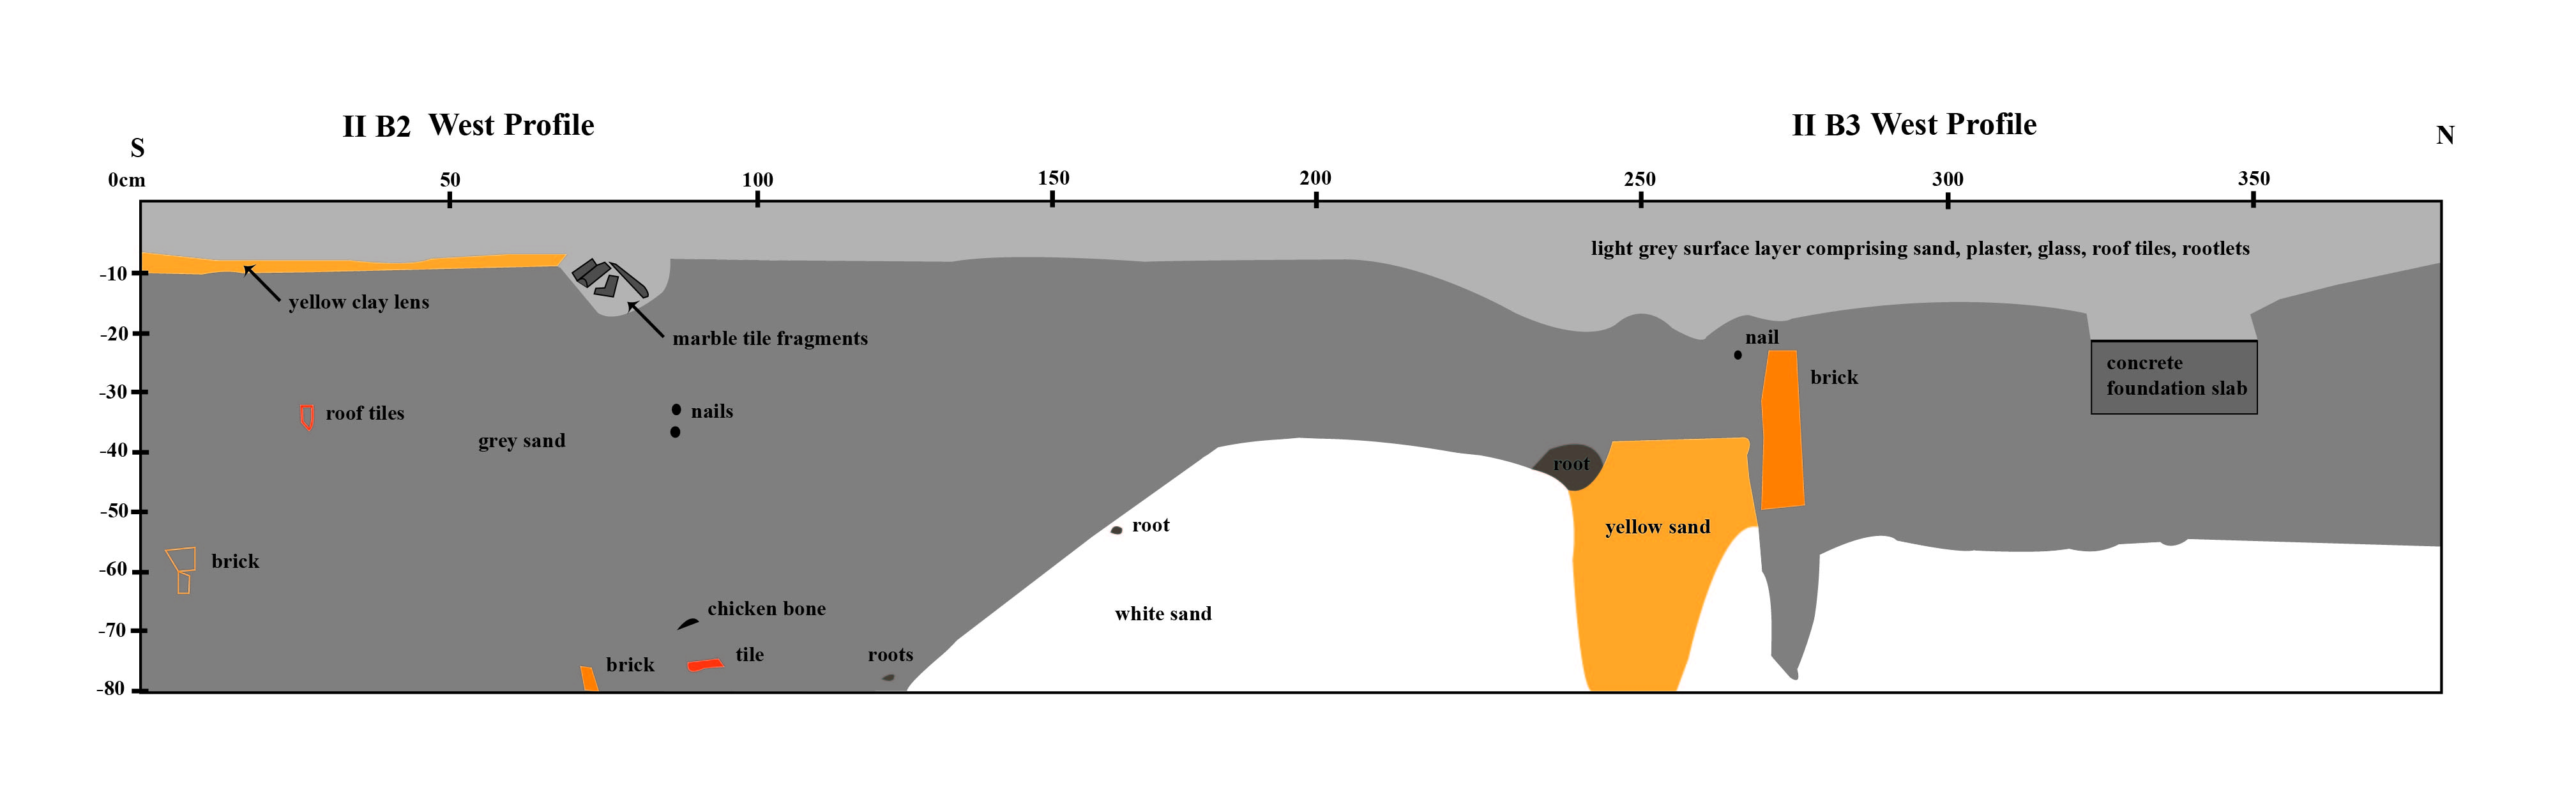 II B2 West Profile
II B3 West Profile
S
N
0cm
50
100
150
200
250
300
350
light grey surface layer comprising sand, plaster, glass, roof tiles, rootlets
-10
yellow clay lens
-20
marble tile fragments
nail
concrete
foundation slab
brick
-30
roof tiles
nails
grey sand
-40
root
-50
root
yellow sand
brick
-60
chicken bone
white sand
-70
brick
tile
roots
-80